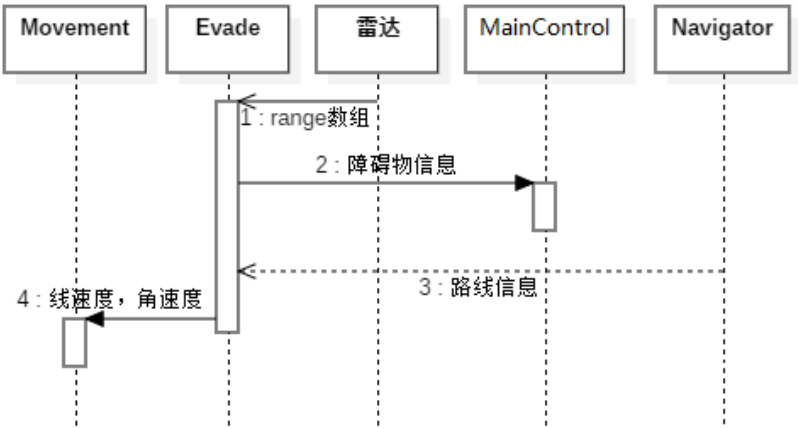 Movement
Evade
雷达
MainControl
Navigator
1 : range数组
2 : 障碍物信息
3 : 路线信息
4 : 线速度，角速度